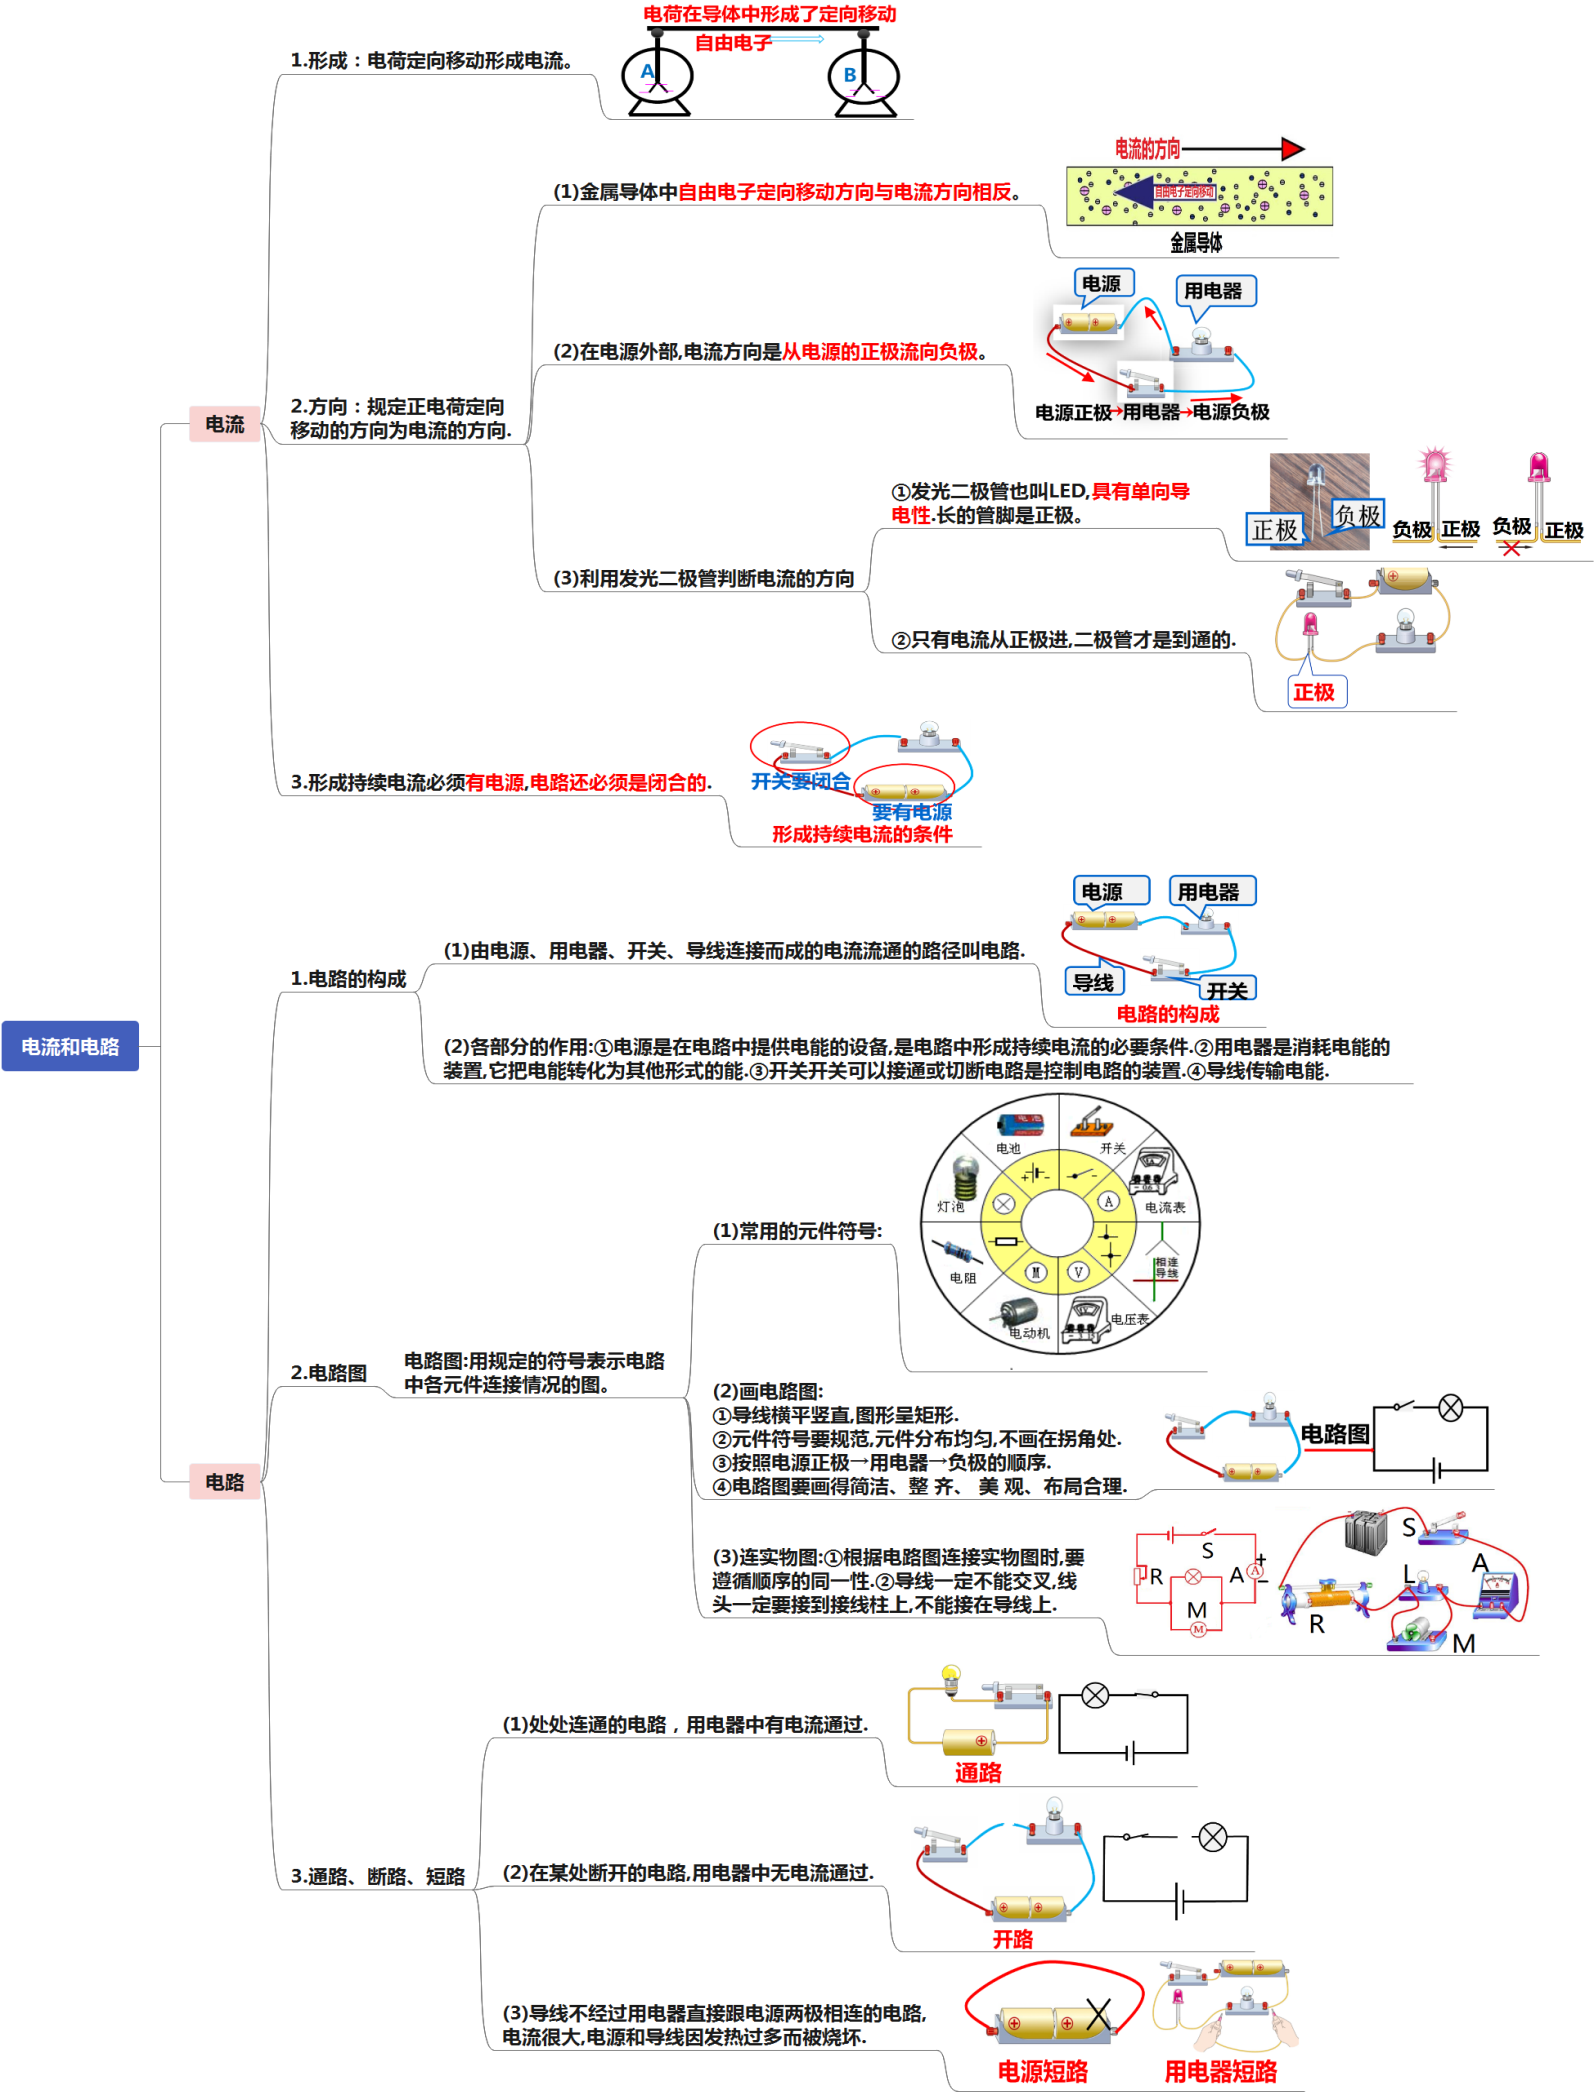 电荷在导体中形成了定向移动
自由电子
A
B
1.形成：电荷定向移动形成电流。
电流的方向
自由电子定向移动
金属导体
(1)金属导体中自由电子定向移动方向与电流方向相反。
电源
用电器
(2)在电源外部,电流方向是从电源的正极流向负极。
电源正极→用电器→电源负极
电流
2.方向：规定正电荷定向
移动的方向为电流的方向.
①发光二极管也叫LED,具有单向导
电性.长的管脚是正极。
正极
负极
负极
正极
负极
正极
(3)利用发光二极管判断电流的方向
②只有电流从正极进,二极管才是到通的.
正极
3.形成持续电流必须有电源,电路还必须是闭合的.
开关要闭合
要有电源
形成持续电流的条件
电源
用电器
导线
开关
电路的构成
1.电路的构成
(1)由电源、用电器、开关、导线连接而成的电流流通的路径叫电路.
电流和电路
(2)各部分的作用:①电源是在电路中提供电能的设备,是电路中形成持续电流的必要条件.②用电器是消耗电能的
装置,它把电能转化为其他形式的能.③开关开关可以接通或切断电路是控制电路的装置.④导线传输电能.
(1)常用的元件符号:
电池
开关
灯泡
电流表
A
电阻
相连
导线
M
V
电动机
电压表
2.电路图
电路图:用规定的符号表示电路
中各元件连接情况的图。
(2)画电路图:
①导线横平竖直,图形呈矩形.
②元件符号要规范,元件分布均匀,不画在拐角处.
③按照电源正极→用电器→负极的顺序.
④电路图要画得简洁、整 齐、 美 观、布局合理.
电路图
电路
(3)连实物图:①根据电路图连接实物图时,要
遵循顺序的同一性.②导线一定不能交叉,线
头一定要接到接线柱上,不能接在导线上.
S
R
A
A
M
M
S
A
L
R
M
3.通路、断路、短路
(1)处处连通的电路，用电器中有电流通过.
通路
(2)在某处断开的电路,用电器中无电流通过.
开路
(3)导线不经过用电器直接跟电源两极相连的电路,
电流很大,电源和导线因发热过多而被烧坏.
电源短路
用电器短路